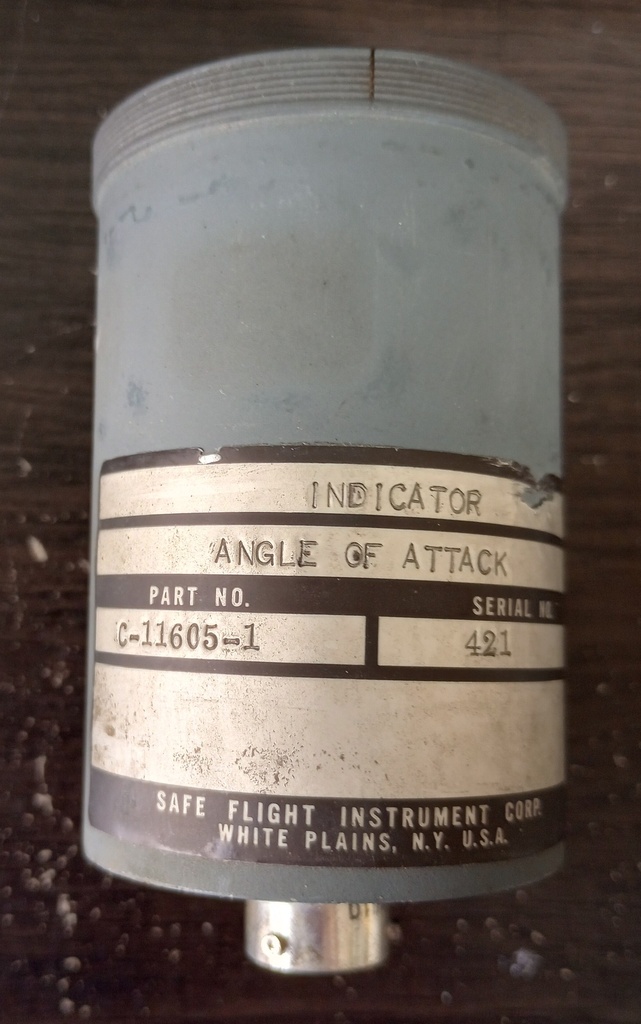 INDICATOR
ANGLE OF ATTACK
PART NO. SERIAL NO.
C-11605-1 421
SAFE FLIGHT INSTRUMENT CORP.
WHITE PLAINS, N.Y. U.S.A.